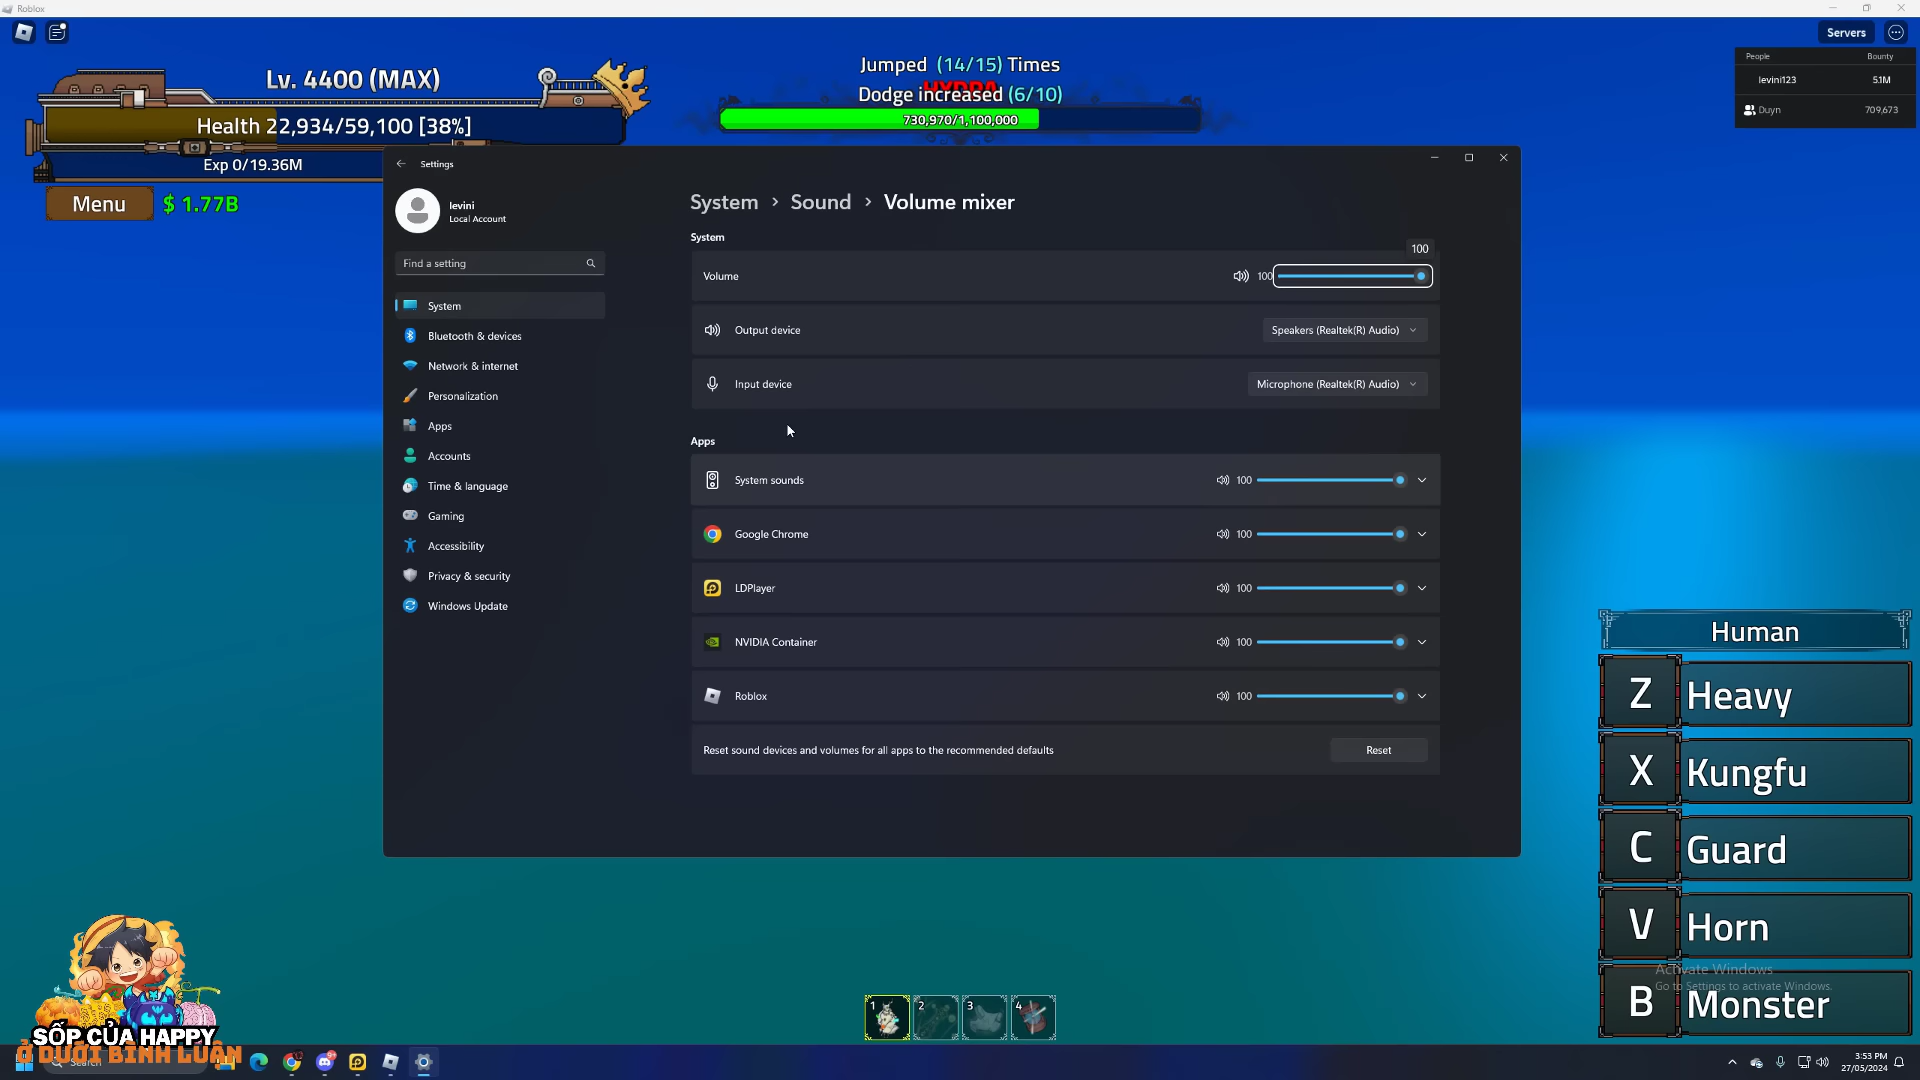 Roblox
Servers
Lv. 4400 (MAX)
Health 22,934/59,100 [38%]
Exp 0/19.36M
Menu
$ 1.77B
Jumped (14/15) Times
HYDRA
Dodge increased (6/10)
730,970/1,100,000
People Bounty
levini123 5.1M
Duyn 709,673
Settings
levini
Local Account
Find a setting
System
Bluetooth & devices
Network & internet
Personalization
Apps
Accounts
Time & language
Gaming
Accessibility
Privacy & security
Windows Update
System > Sound > Volume mixer
System
100
Volume 100
Output device Speakers (Realtek(R) Audio)
Input device Microphone (Realtek(R) Audio)
Apps
System sounds 100
Google Chrome 100
LDPlayer 100
NVIDIA Container 100
Roblox 100
Reset sound devices and volumes for all apps to the recommended defaults Reset
Human
Z Heavy
X Kungfu
C Guard
V Horn
Activate Windows
Go to Settings to activate Windows.
B Monster
1 2 3 4
SỐP CỦA HAPPY
Ở DƯỚI BÌNH LUẬN
Search
3:53 PM
27/05/2024